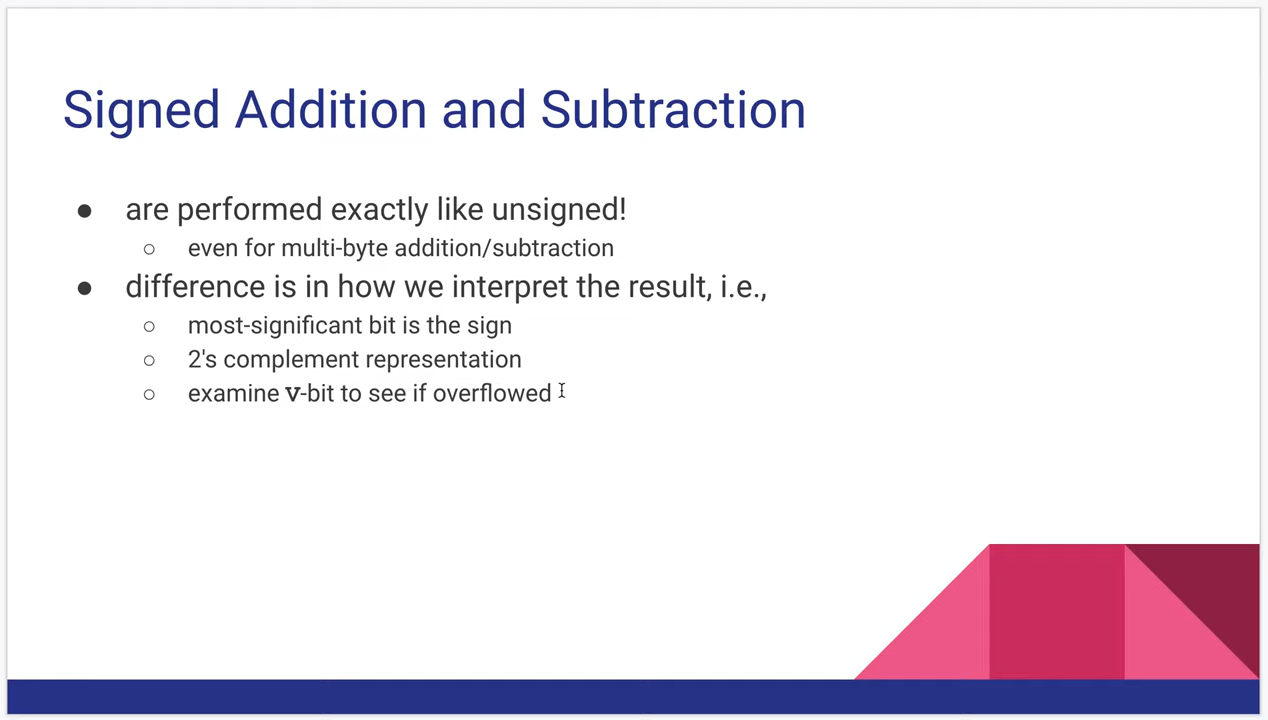 Signed Addition and Subtraction
● are performed exactly like unsigned!
○ even for multi-byte addition/subtraction
● difference is in how we interpret the result, i.e.,
○ most-significant bit is the sign
○ 2's complement representation
○ examine v-bit to see if overflowed